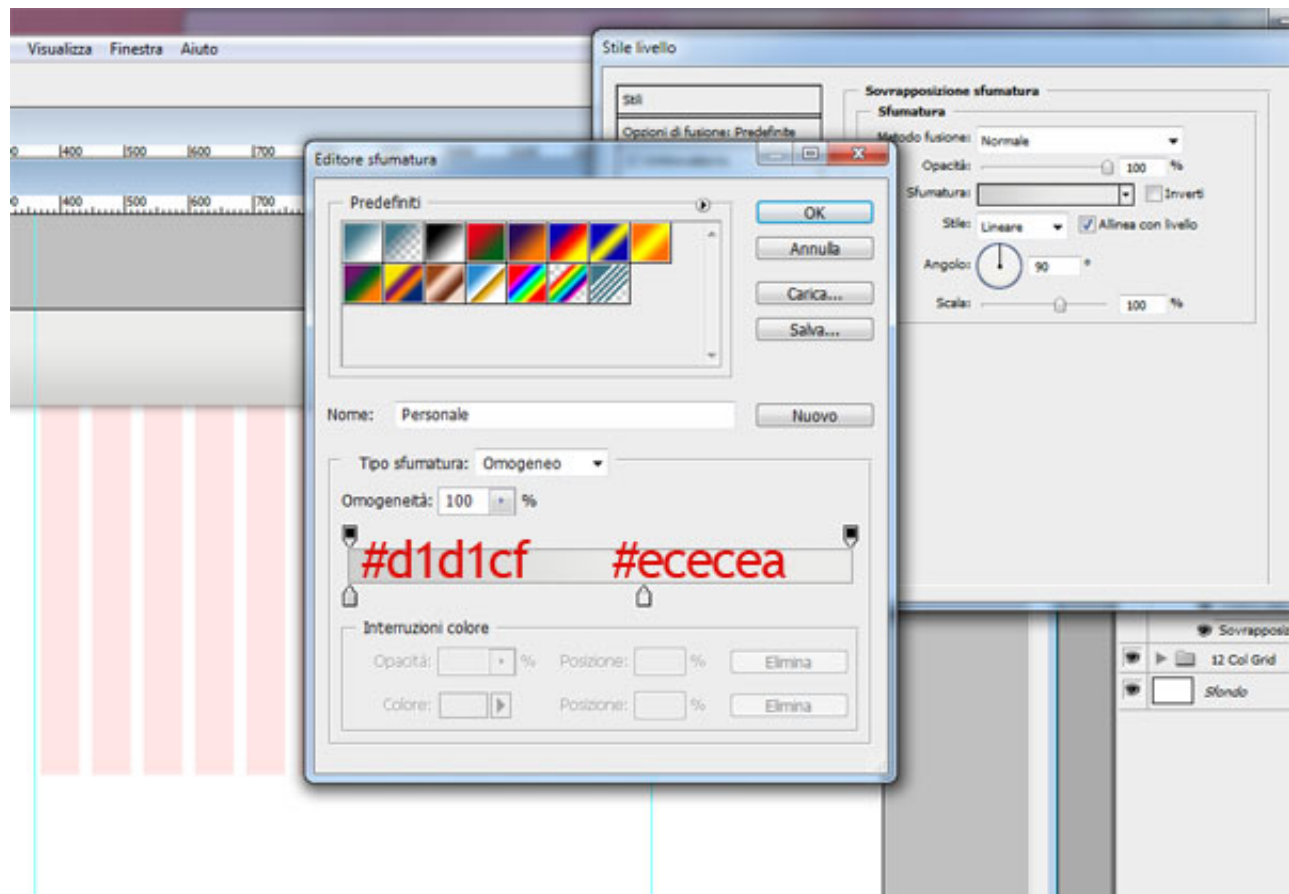 Visualizza Finestra Aiuto
Stile livello
Stili
Opzioni di fusione: Predefinite
Sovrapposizione sfumatura
Sfumatura
Metodo fusione: Normale
Opacità: 100 %
Sfumatura: Inverti
Stile: Lineare Allinea con livello
Angolo: 90 °
Scala: 100 %
400 500 600 700
400 500 600 700
Editore sfumatura
Predefiniti
OK
Annulla
Carica...
Salva...
Nome: Personale
Nuovo
Tipo sfumatura: Omogeneo
Omogeneità: 100 %
#d1d1cf #ececea
Interruzioni colore
Opacità: % Posizione: % Elimina
Colore: Posizione: % Elimina
12 Col Grid
Sfondo